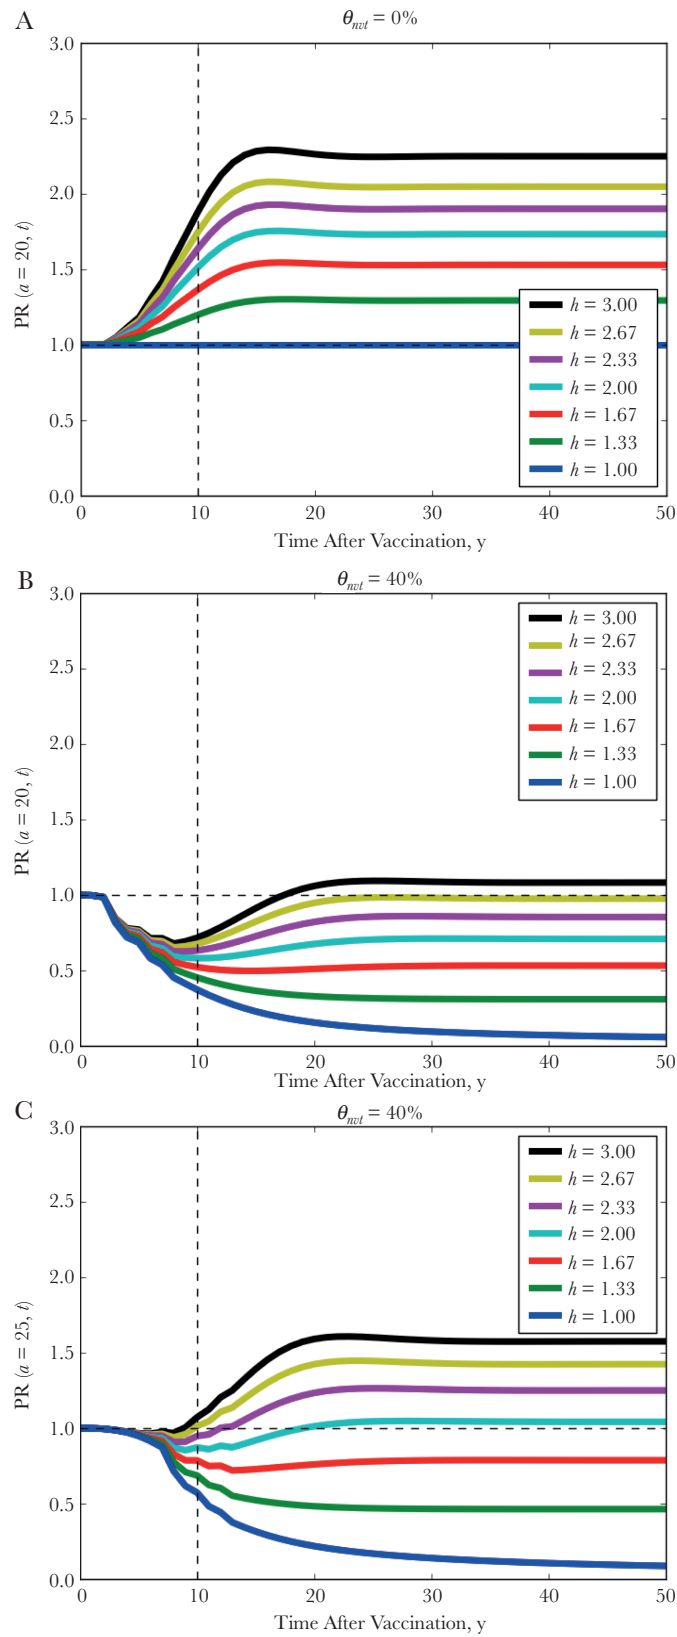 A
θnvt = 0%
3.0
2.5
2.0
1.5
1.0
0.5
0.0
PR (a = 20, t)
h = 3.00
h = 2.67
h = 2.33
h = 2.00
h = 1.67
h = 1.33
h = 1.00
0 10 20 30 40 50
Time After Vaccination, y
B
θnvt = 40%
3.0
2.5
2.0
1.5
1.0
0.5
0.0
PR (a = 20, t)
h = 3.00
h = 2.67
h = 2.33
h = 2.00
h = 1.67
h = 1.33
h = 1.00
0 10 20 30 40 50
Time After Vaccination, y
C
θnvt = 40%
3.0
2.5
2.0
1.5
1.0
0.5
0.0
PR (a = 25, t)
h = 3.00
h = 2.67
h = 2.33
h = 2.00
h = 1.67
h = 1.33
h = 1.00
0 10 20 30 40 50
Time After Vaccination, y